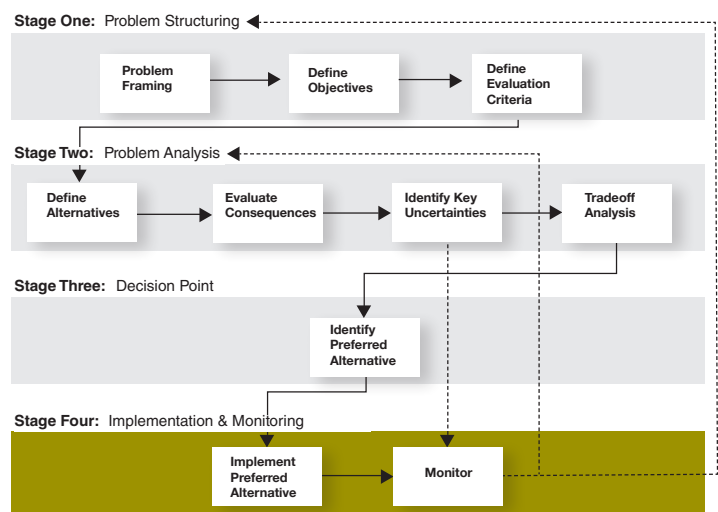 Stage One: Problem Structuring
Problem
Framing
Define
Objectives
Define
Evaluation
Criteria
Stage Two: Problem Analysis
Define
Alternatives
Evaluate
Consequences
Identify Key
Uncertainties
Tradeoff
Analysis
Stage Three: Decision Point
Identify
Preferred
Alternative
Stage Four: Implementation & Monitoring
Implement
Preferred
Alternative
Monitor